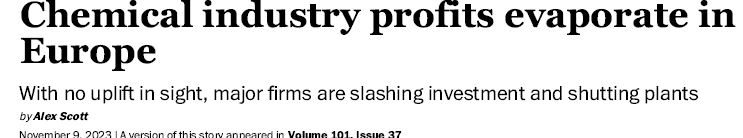 Chemical industry profits evaporate in
Europe
With no uplift in sight, major firms are slashing investment and shutting plants
by Alex Scott
November 9, 2023 | A version of this story appeared in Volume 101, Issue 37